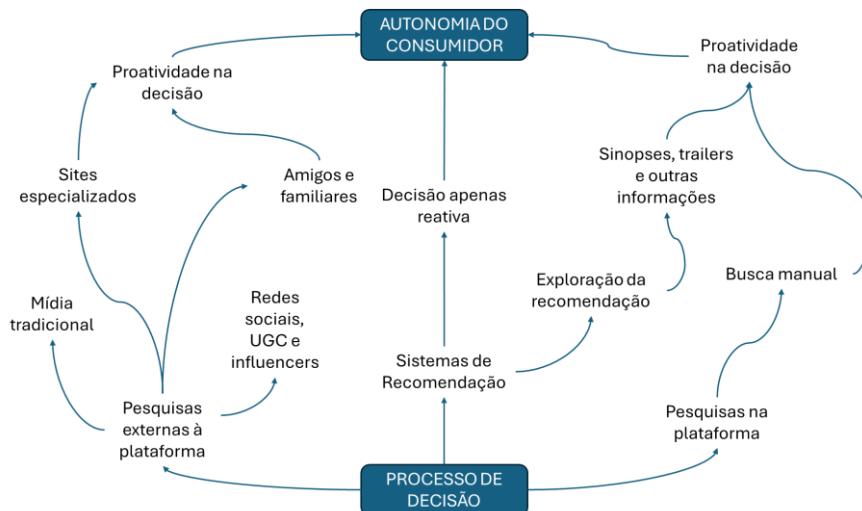 AUTONOMIA DO
CONSUMIDOR
Proatividade na
decisão
Proatividade
na decisão
Sites
especializados
Amigos e
familiares
Decisão apenas
reativa
Sinopses, trailers
e outras
informações
Mídia
tradicional
Redes
sociais,
UGC e
influencers
Exploração da
recomendação
Busca manual
Sistemas de
Recomendação
Pesquisas
externas à
plataforma
Pesquisas na
plataforma
PROCESSO DE
DECISÃO